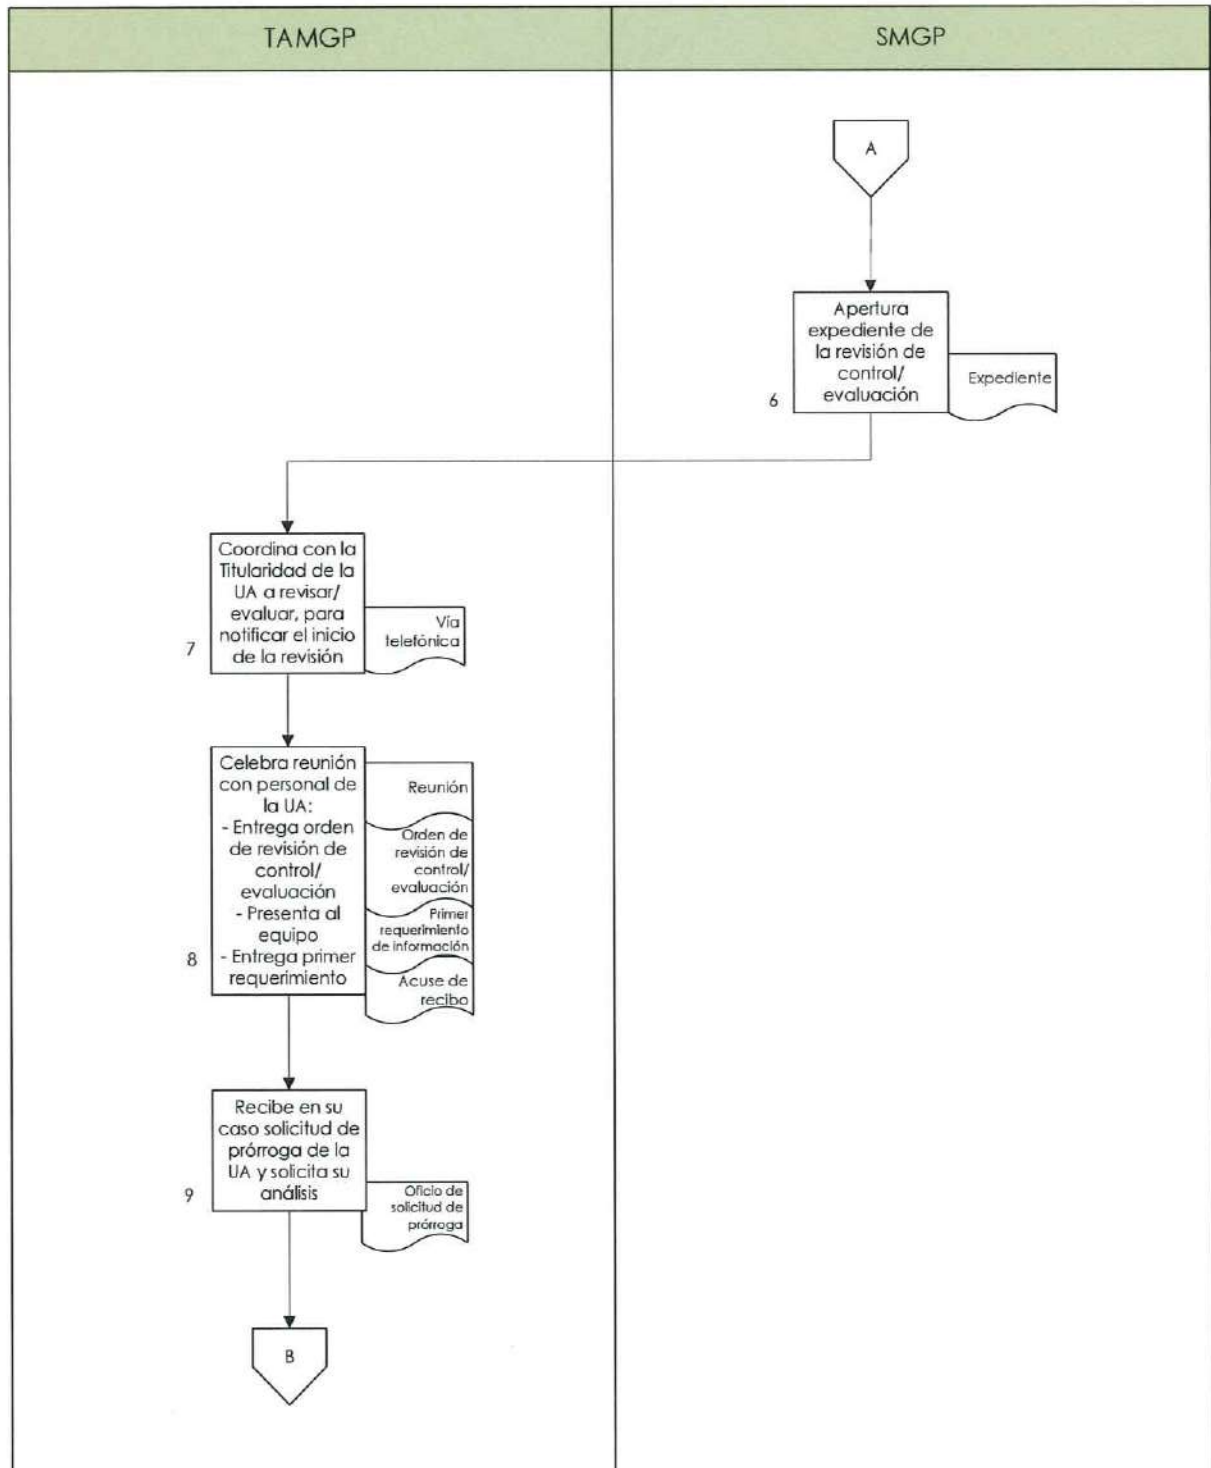 TAMGP
SMGP
A
Apertura
expediente de
la revisión de
control/
evaluación
Expediente
6
Coordina con la
Titularidad de la
UA a revisar/
evaluar, para
notificar el inicio
de la revisión
Vía
telefónica
7
Celebra reunión
con personal de
la UA:
- Entrega orden
de revisión de
control/
evaluación
- Presenta al
equipo
- Entrega primer
requerimiento
Reunión
Orden de
revisión de
control/
evaluación
Primer
requerimiento
de información
Acuse de
recibo
8
Recibe en su
caso solicitud de
prórroga de la
UA y solicita su
análisis
Oficio de
solicitud de
prórroga
9
B